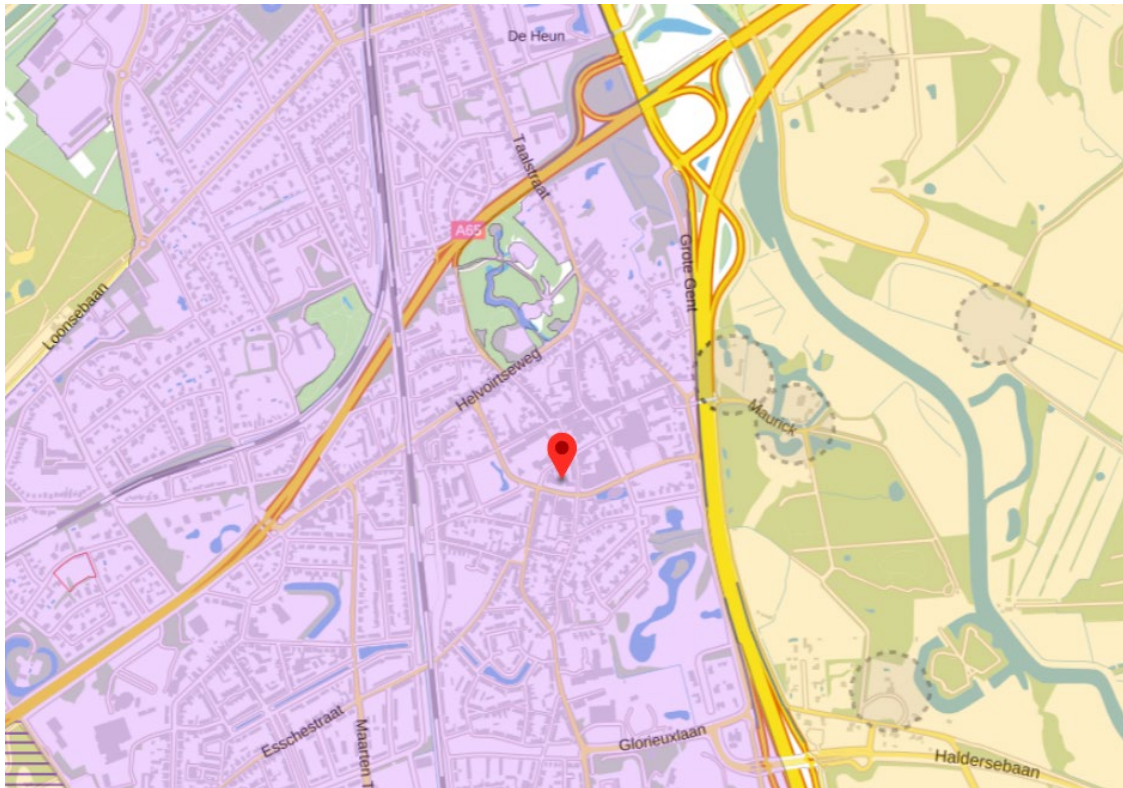 De Heun
Taalstraat
A65
Grote Gent
Loonsebaan
Helvoirtseweg
Maurick
Esschestraat
Maarten T
Glorieuxlaan
Haldersebaan